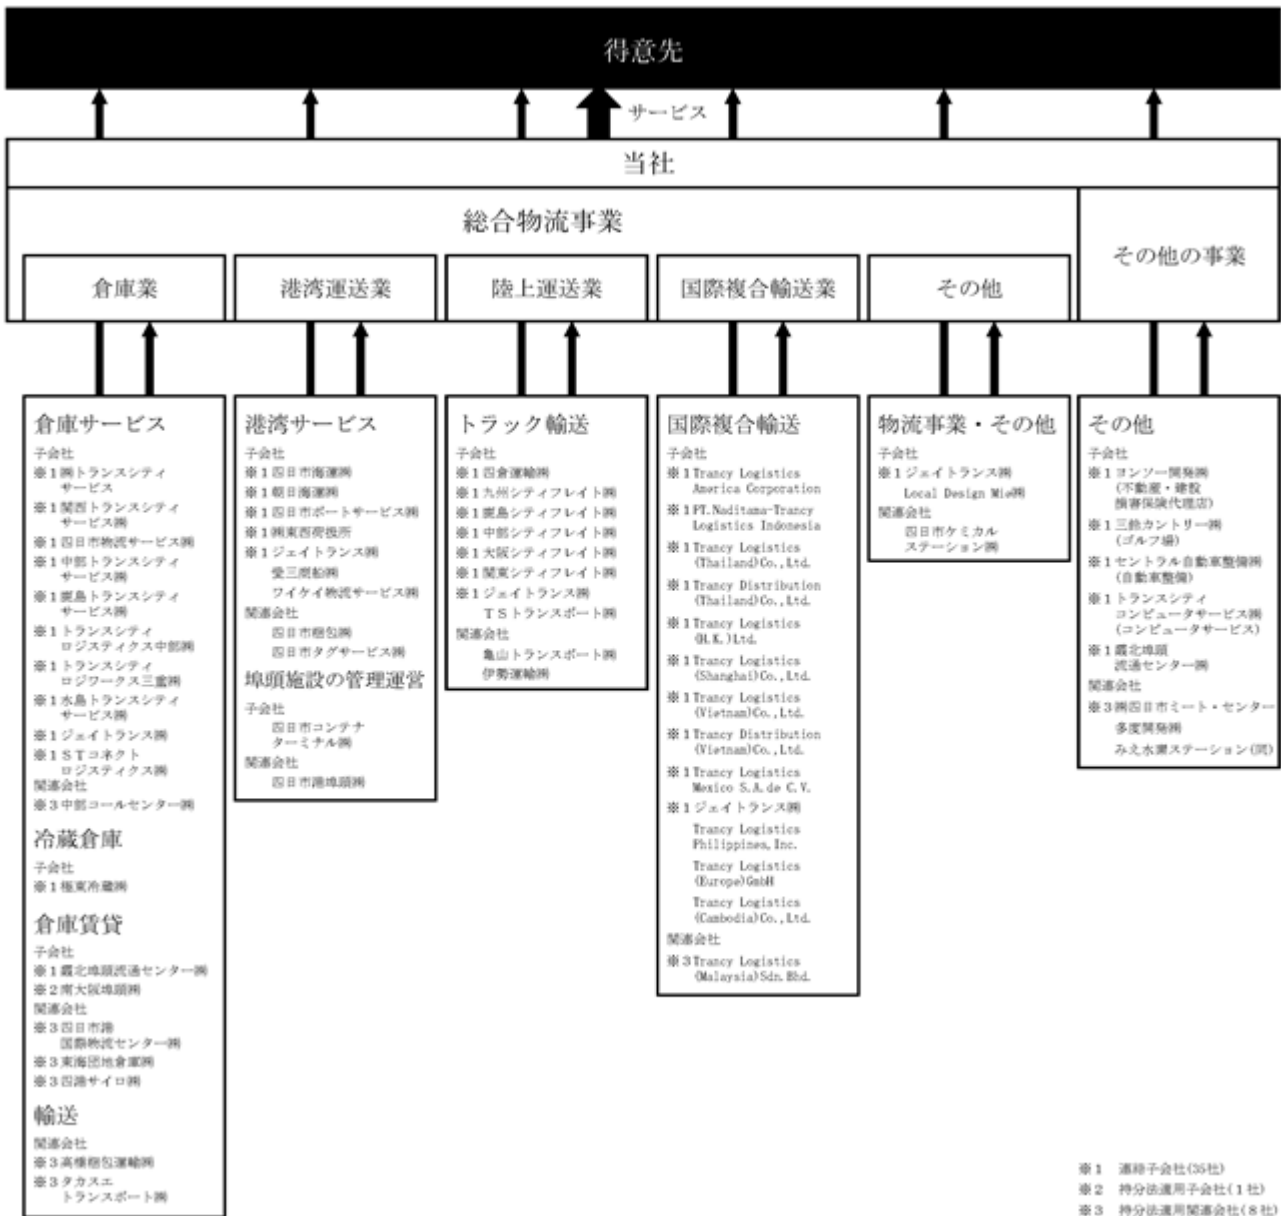 得意先
サービス
当社
総合物流事業
その他の事業
倉庫業
港湾運送業
陸上運送業
国際複合輸送業
その他
倉庫サービス
子会社
※1㈱トランスシティ
サービス
※1関西トランスシティ
サービス㈱
※1四日市物流サービス㈱
※1中部トランスシティ
サービス㈱
※1鹿島トランスシティ
サービス㈱
※1トランスシティ
ロジスティクス中部㈱
※1トランスシティ
ロジワークス三重㈱
※1水島トランスシティ
サービス㈱
※1ジェイトランス㈱
※1STコネクト
ロジスティクス㈱
関連会社
※3中部コールセンター㈱
冷蔵倉庫
子会社
※1極東冷蔵㈱
倉庫賃貸
子会社
※1霞北埠頭流通センター㈱
※2南大阪埠頭㈱
関連会社
※3四日市港
国際物流センター㈱
※3東海団地倉庫㈱
※3四港サイロ㈱
輸送
関連会社
※3高橋梱包運輸㈱
※3タカスエ
トランスポート㈱
港湾サービス
子会社
※1四日市海運㈱
※1朝日海運㈱
※1四日市ポートサービス㈱
※1㈱東西荷扱所
※1ジェイトランス㈱
愛三商船㈱
ワイケイ物流サービス㈱
関連会社
四日市梱包㈱
四日市タグサービス㈱
埠頭施設の管理運営
子会社
四日市コンテナ
ターミナル㈱
関連会社
四日市港埠頭㈱
トラック輸送
子会社
※1四倉運輸㈱
※1九州シティフレイト㈱
※1鹿島シティフレイト㈱
※1中部シティフレイト㈱
※1大阪シティフレイト㈱
※1関東シティフレイト㈱
※1ジェイトランス㈱
TSトランスポート㈱
関連会社
亀山トランスポート㈱
伊勢運輸㈱
国際複合輸送
子会社
※1Trancy Logistics
America Corporation
※1PT.Naditama-Trancy
Logistics Indonesia
※1Trancy Logistics
(Thailand)Co.,Ltd.
※1Trancy Distribution
(Thailand)Co.,Ltd.
※1Trancy Logistics
(H.K.)Ltd.
※1Trancy Logistics
(Shanghai)Co.,Ltd.
※1Trancy Logistics
(Vietnam)Co.,Ltd.
※1Trancy Distribution
(Vietnam)Co.,Ltd.
※1Trancy Logistics
Mexico S.A.de C.V.
※1ジェイトランス㈱
Trancy Logistics
Philippines,Inc.
Trancy Logistics
(Europe)GmbH
Trancy Logistics
(Cambodia)Co.,Ltd.
関連会社
※3Trancy Logistics
(Malaysia)Sdn.Bhd.
物流事業・その他
子会社
※1ジェイトランス㈱
Local Design Mie㈱
関連会社
四日市ケミカル
ステーション㈱
その他
子会社
※1ヨンソー開発㈱
(不動産・建設
損害保険代理店)
※1三鈴カントリー㈱
(ゴルフ場)
※1セントラル自動車整備㈱
(自動車整備)
※1トランスシティ
コンピュータサービス㈱
(コンピュータサービス)
※1霞北埠頭
流通センター㈱
関連会社
※3㈱四日市ミート・センター
多度開発㈱
みえ水素ステーション(同)
※1 連結子会社(35社)
※2 持分法適用子会社(1社)
※3 持分法適用関連会社(8社)